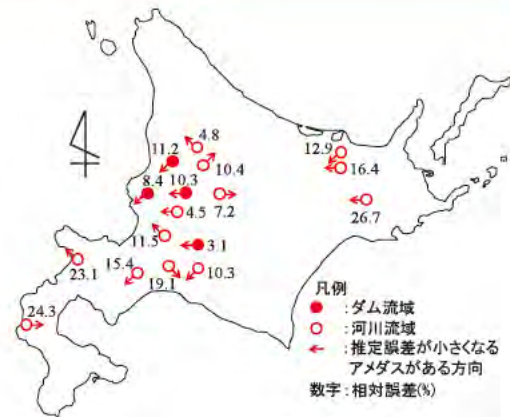 4.8
11.2
12.9
10.4
16.4
8.4
10.3
4.5
7.2
26.7
11.5
3.1
23.1
15.4
19.1
10.3
24.3
凡例
:ダム流域
:河川流域
:推定誤差が小さくなる
アメダスがある方向
数字:相対誤差(%)